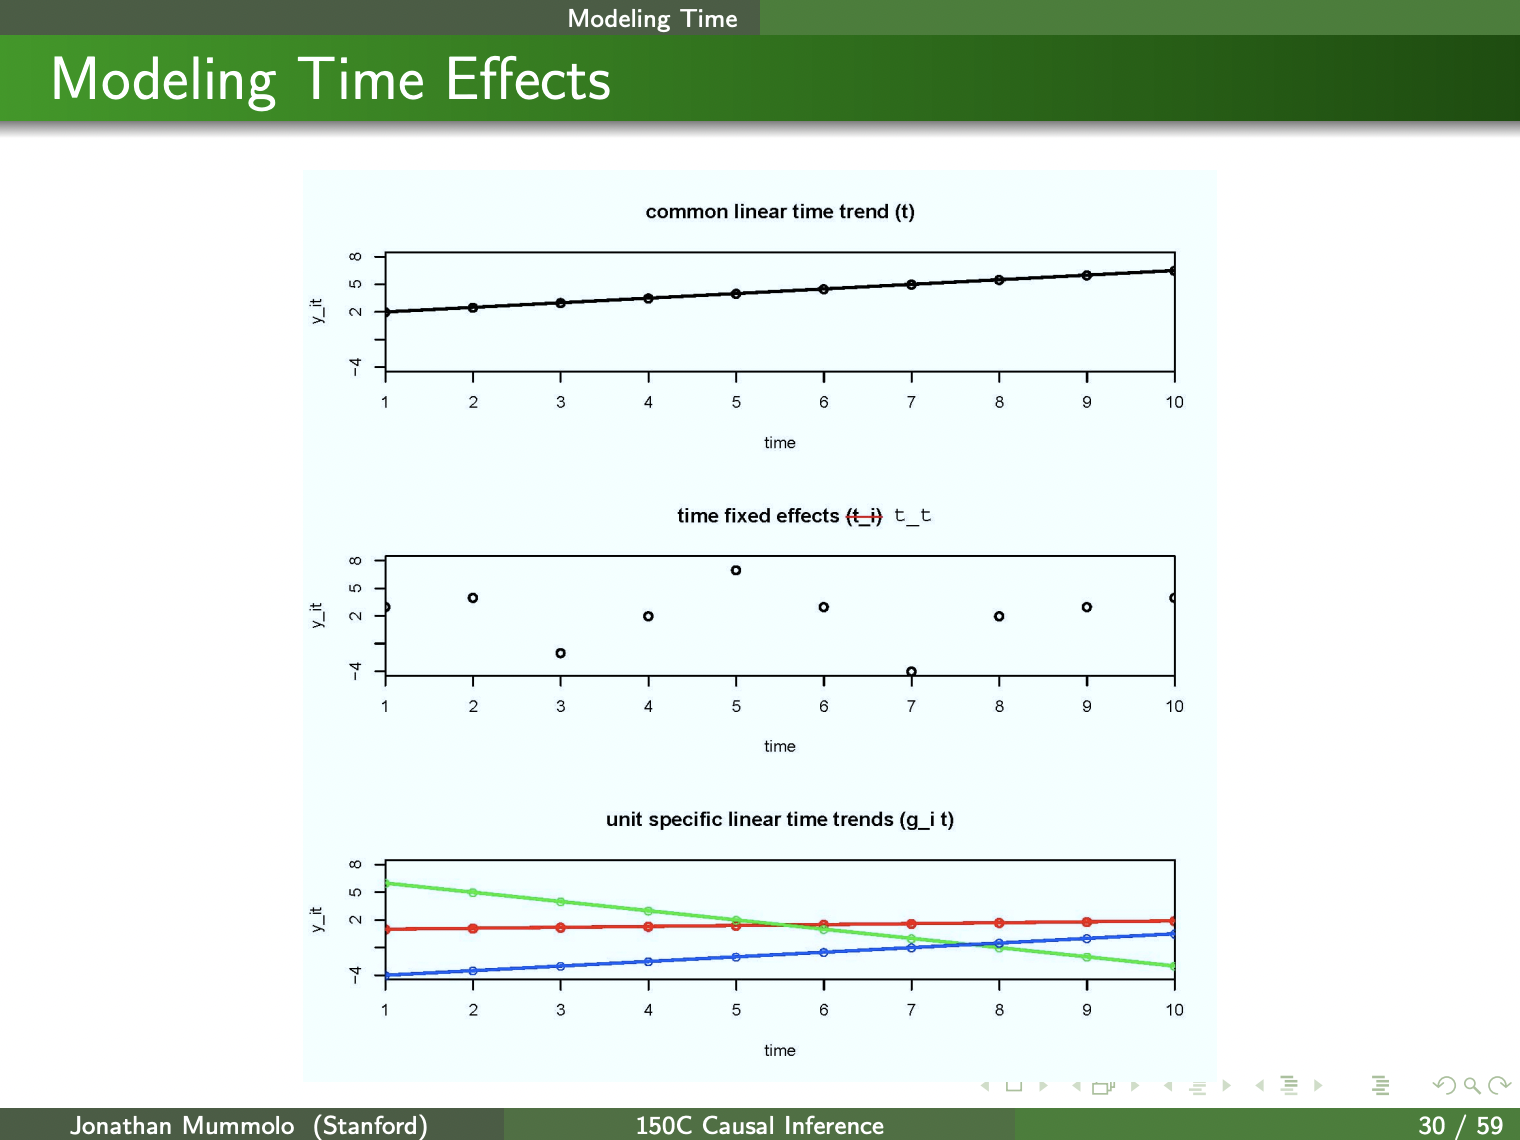 Modeling Time
Modeling Time Effects
common linear time trend (t)
8
5
2
-4
y_it
1 2 3 4 5 6 7 8 9 10
time
time fixed effects (t_i) t_t
8
5
2
-4
y_it
1 2 3 4 5 6 7 8 9 10
time
unit specific linear time trends (g_i t)
8
5
2
-4
y_it
1 2 3 4 5 6 7 8 9 10
time
Jonathan Mummolo (Stanford) 150C Causal Inference 30 / 59